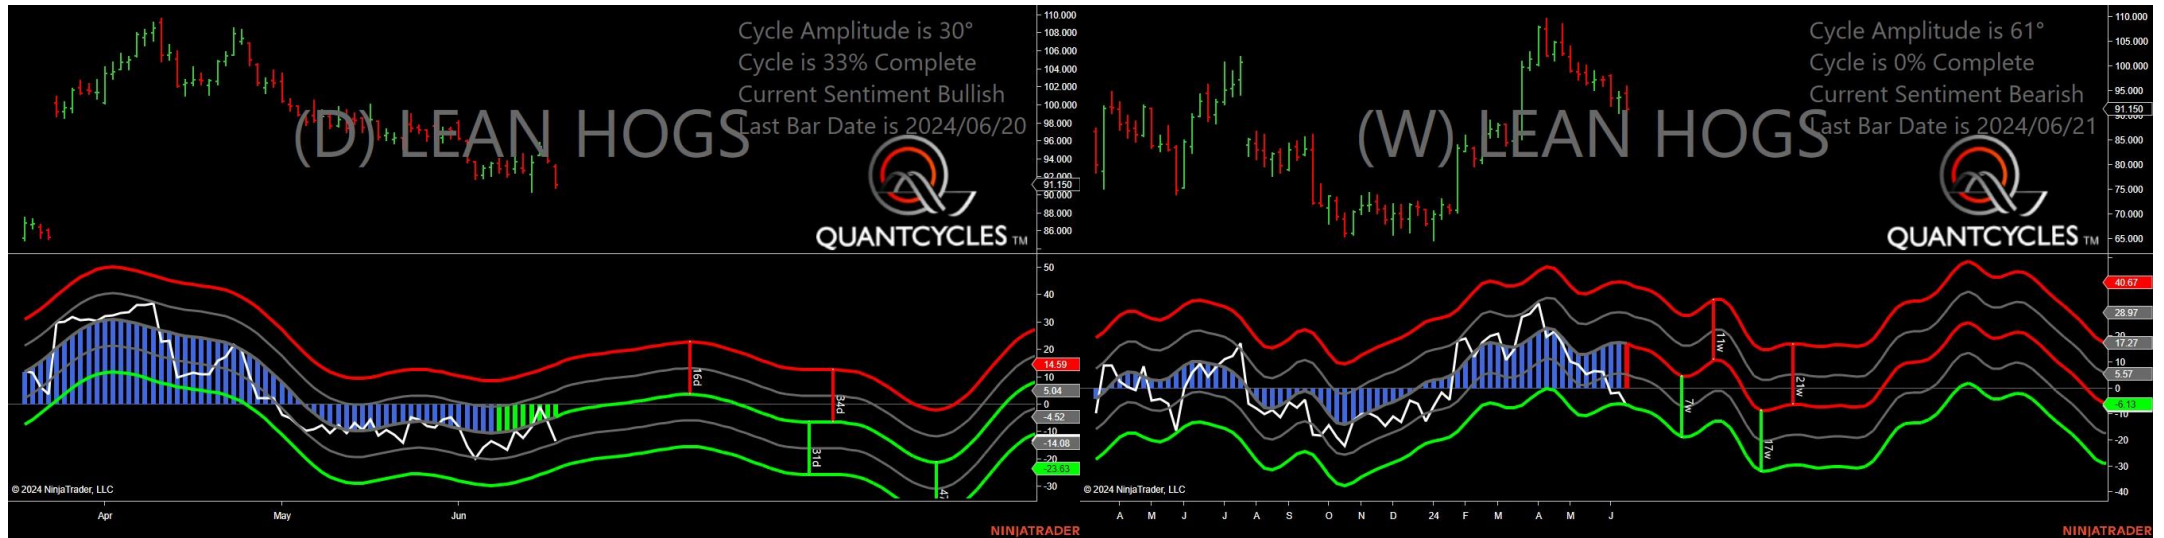 Cycle Amplitude is 30°
Cycle is 33% Complete
Current Sentiment Bullish
Last Bar Date is 2024/06/20
(D) LEAN HOGS
QUANTCYCLES TM
110.000
108.000
106.000
104.000
102.000
100.000
98.000
96.000
94.000
92.000
91.150
90.000
88.000
86.000
50
40
30
20
14.59
10
5.04
0
-4.52
-10
-14.08
-20
-23.63
-30
16d
34d
31d
© 2024 NinjaTrader, LLC
Apr May Jun
NINJATRADER
Cycle Amplitude is 61°
Cycle is 0% Complete
Current Sentiment Bearish
Last Bar Date is 2024/06/21
(W) LEAN HOGS
QUANTCYCLES TM
110.000
105.000
100.000
95.000
91.150
90.000
85.000
80.000
75.000
70.000
65.000
40.67
28.97
20
17.27
10
5.57
0
-6.13
-10
-20
-30
-40
11w
21w
7w
17w
© 2024 NinjaTrader, LLC
A M J J A S O N D 24 F M A M J
NINJATRADER